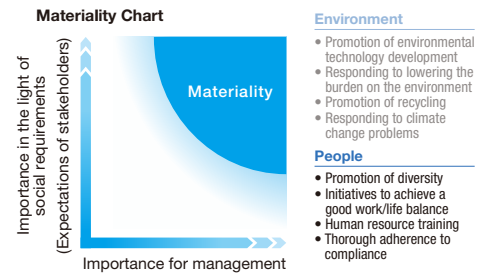 Materiality Chart
Importance in the light of
social requirements
(Expectations of stakeholders)
Materiality
Importance for management
Environment
• Promotion of environmental
technology development
• Responding to lowering the
burden on the environment
• Promotion of recycling
• Responding to climate
change problems
People
• Promotion of diversity
• Initiatives to achieve a
good work/life balance
• Human resource training
• Thorough adherence to
compliance